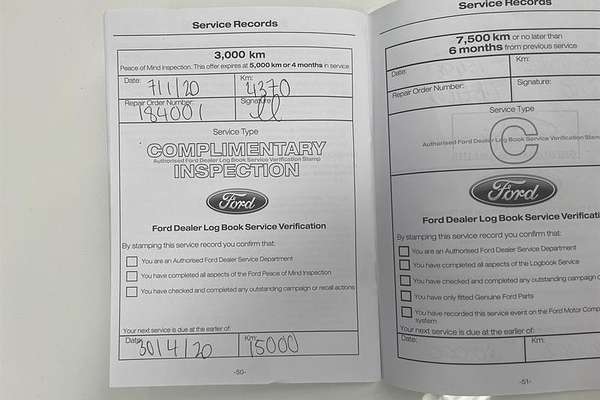 Service Records
3,000 km
Peace of Mind Inspection. This offer expires at 5,000 km or 4 months in service
Date: 7/1/20 Km: 4370
Repair Order Number: 184001 Signature:
Service Type
COMPLIMENTARY
Authorised Ford Dealer Log Book Service Verification Stamp
INSPECTION
Ford
Ford Dealer Log Book Service Verification
By stamping this service record you confirm that:
You are an Authorised Ford Dealer Service Department
You have completed all aspects of the Ford Peace of Mind Inspection
You have checked and completed any outstanding campaign or recall actions
Your next service is due at the earlier of:
Date: 30/4/20 Km: 15000
-50-
Service Records
7,500 km or no later than
6 months from previous service
Date: Km:
Repair Order Number: Signature:
Service Type
C
Authorised Ford Dealer Log Book Service Verification Stamp
Ford
Ford Dealer Log Book Service Verificati
By stamping this service record you confirm that:
You are an Authorised Ford Dealer Service Department
You have completed all aspects of the Logbook Service
You have checked and completed any outstanding campaign o
You have only fitted Genuine Ford Parts
You have recorded this service event on the Ford Motor Comp
system
Your next service is due at the earlier of:
Date: Km:
-51-